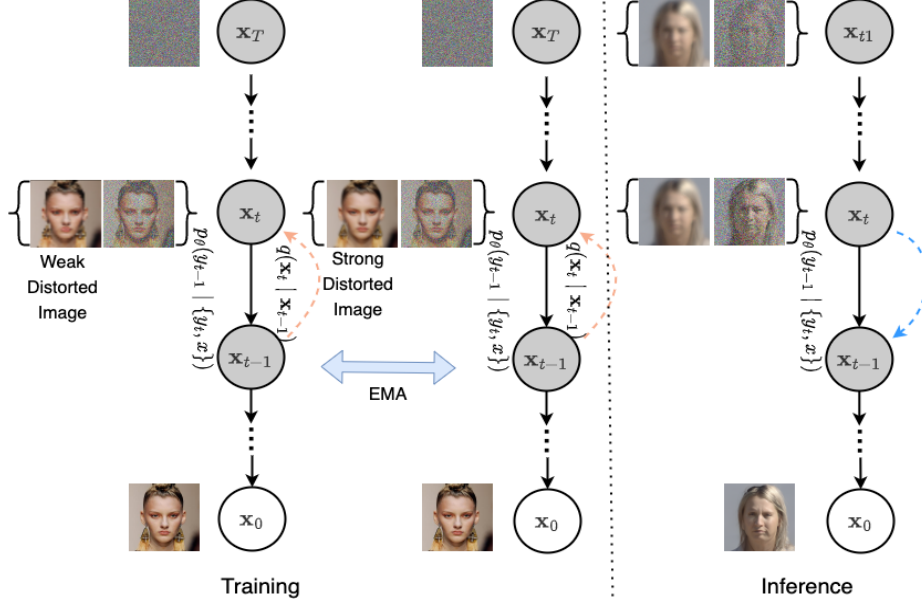 x_T
x_T
x_{t1}
x_t
x_t
x_t
Weak
Distorted
Image
p_θ(y_{t−1} | {y_t, x})
q(x_t | x_{t−1})
Strong
Distorted
Image
p_θ(y_{t−1} | {y_t, x})
q(x_t | x_{t−1})
p_θ(y_{t−1} | {y_t, x})
x_{t−1}
x_{t−1}
x_{t−1}
EMA
x_0
x_0
x_0
Training
Inference